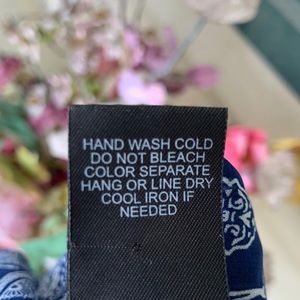 HAND WASH COLD
DO NOT BLEACH
COLOR SEPARATE
HANG OR LINE DRY
COOL IRON IF
NEEDED